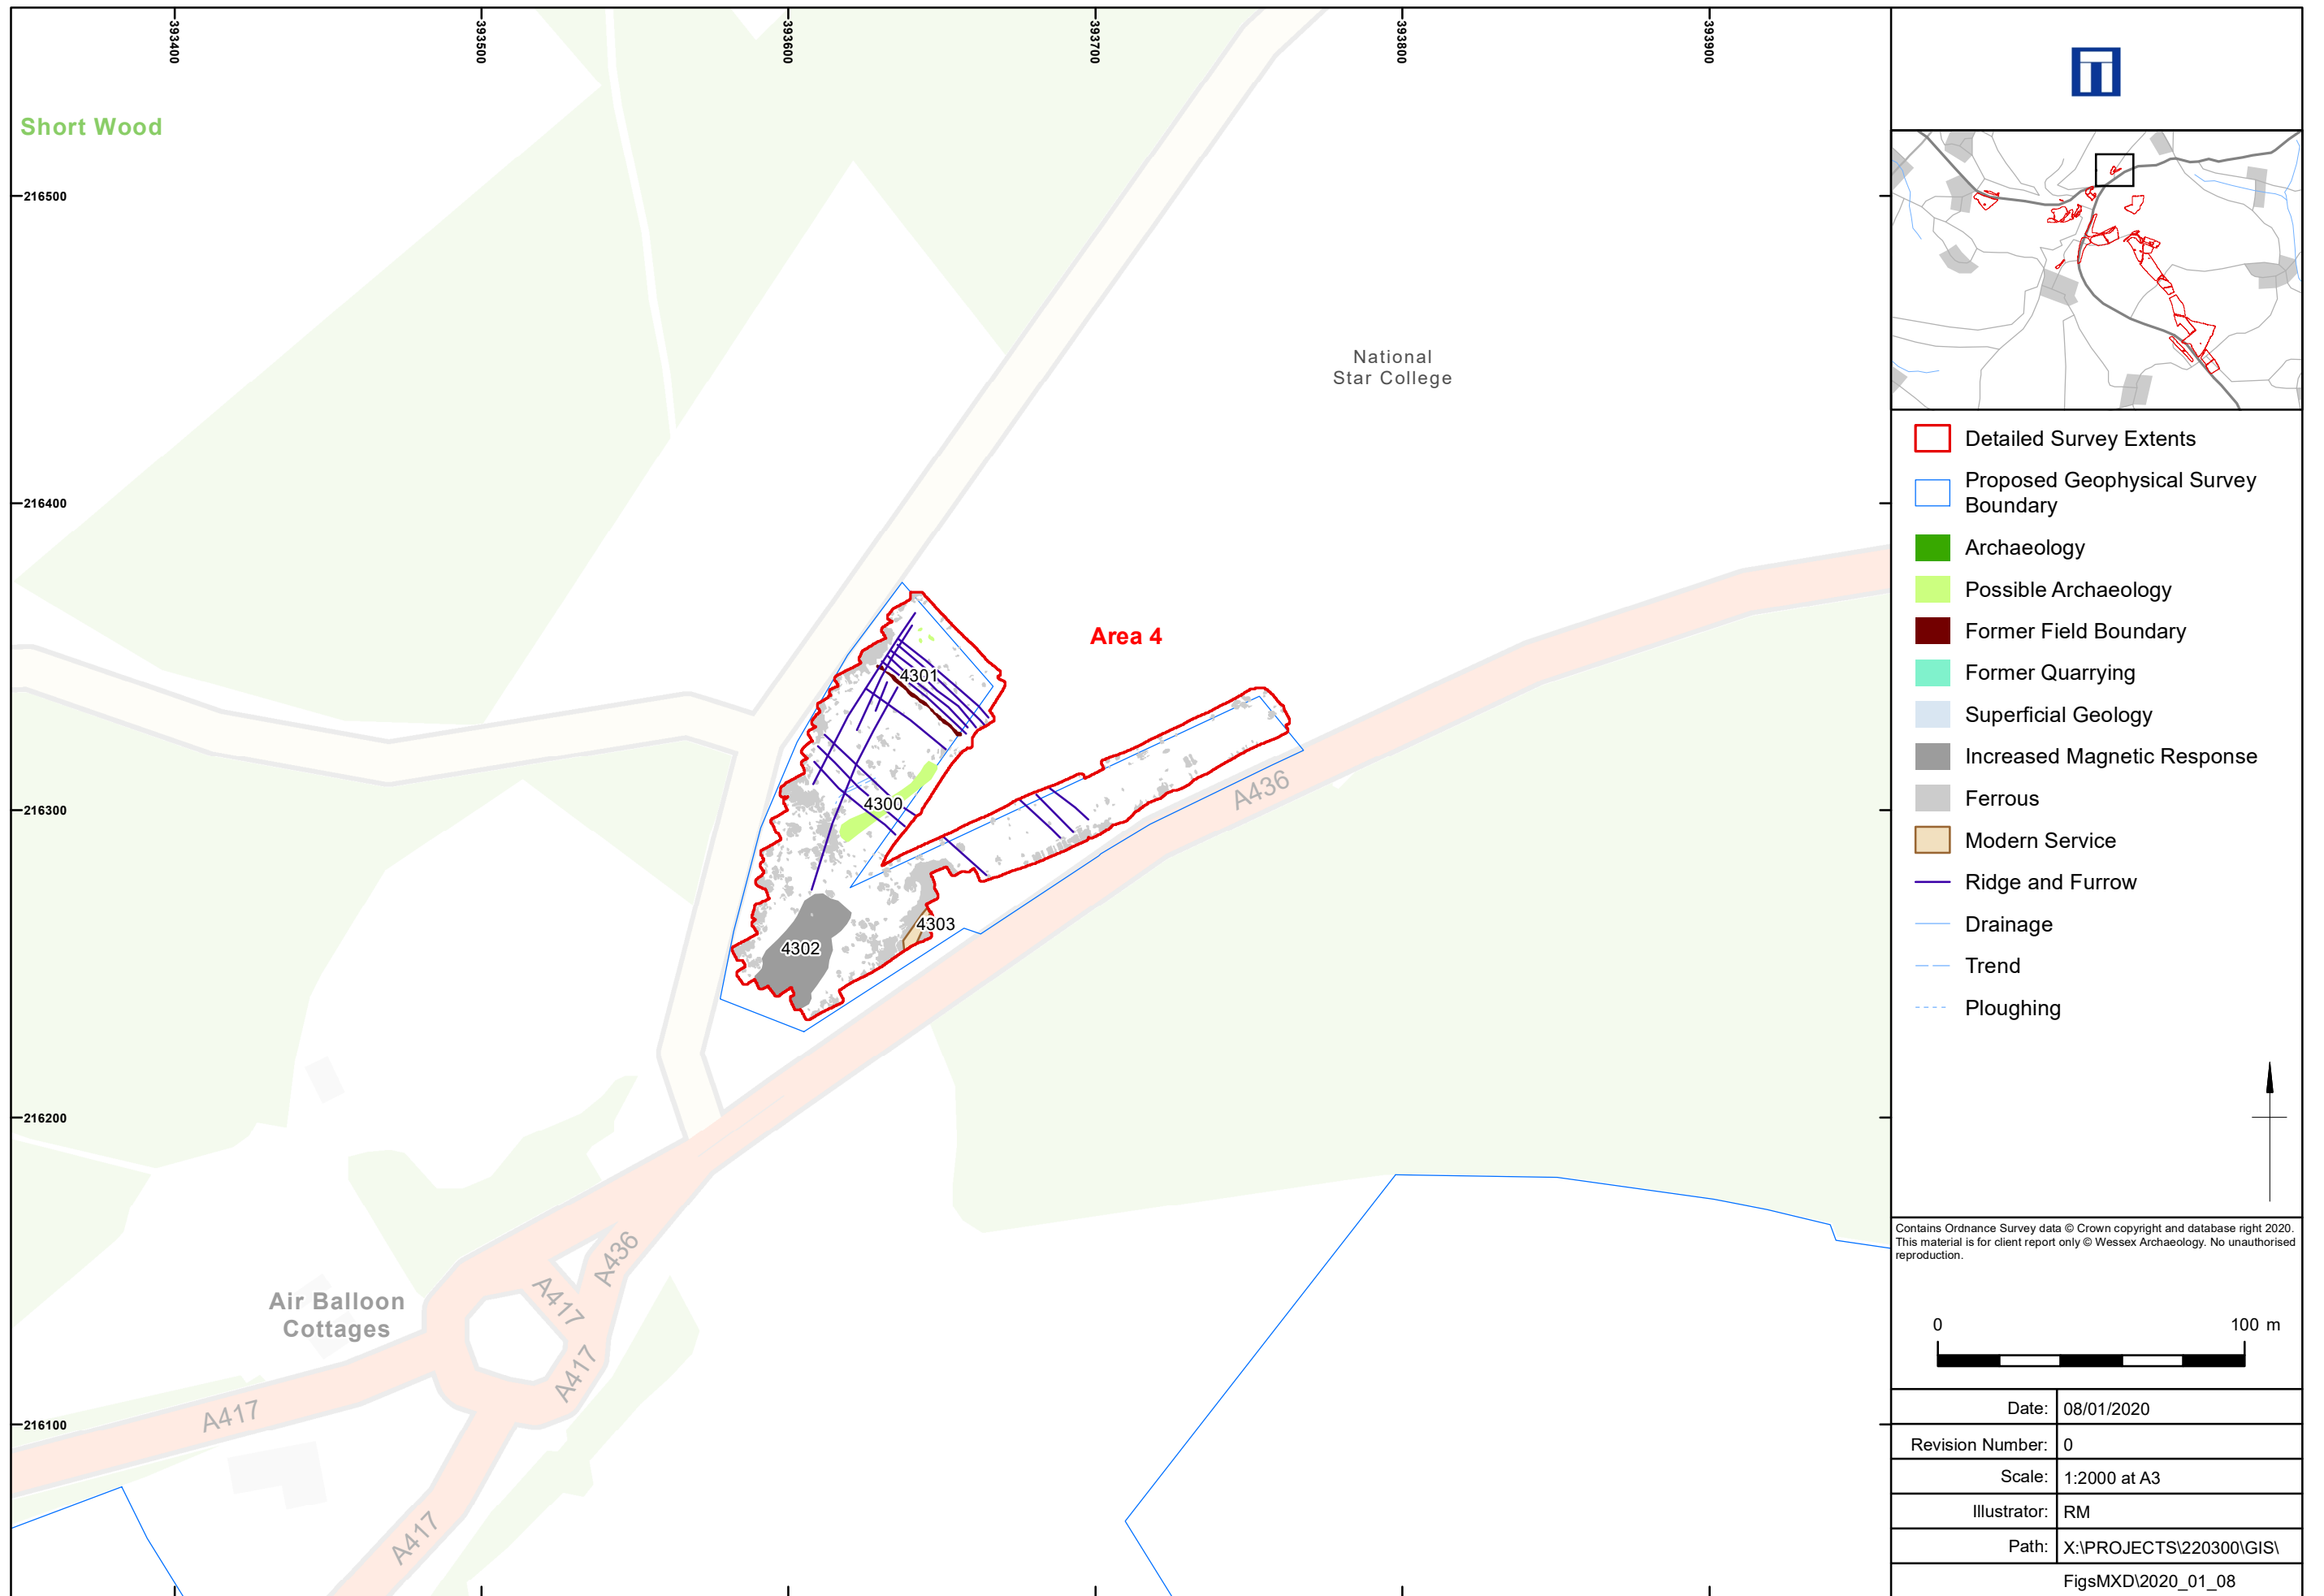 393400
393500
393600
393700
393800
393900
Short Wood
216500
National
Star College
216400
Area 4
4301
A436
216300
4300
4303
4302
216200
A436
A417
Air Balloon
Cottages
A417
A417
216100
A417
Detailed Survey Extents
Proposed Geophysical Survey
Boundary
Archaeology
Possible Archaeology
Former Field Boundary
Former Quarrying
Superficial Geology
Increased Magnetic Response
Ferrous
Modern Service
Ridge and Furrow
Drainage
Trend
Ploughing
Contains Ordnance Survey data © Crown copyright and database right 2020.
This material is for client report only © Wessex Archaeology. No unauthorised
reproduction.
0 100 m
Date: 08/01/2020
Revision Number: 0
Scale: 1:2000 at A3
Illustrator: RM
Path: X:\PROJECTS\220300\GIS\
FigsMXD\2020_01_08